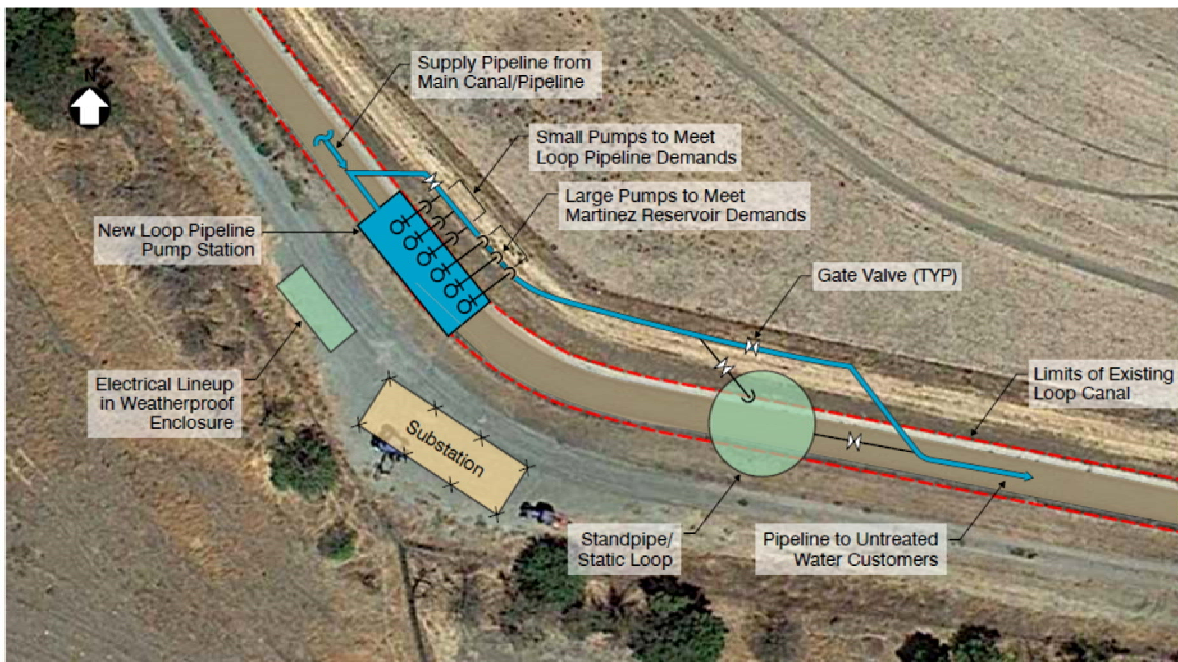 Supply Pipeline from
Main Canal/Pipeline
N
Small Pumps to Meet
Loop Pipeline Demands
Large Pumps to Meet
Martinez Reservoir Demands
New Loop Pipeline
Pump Station
Gate Valve (TYP)
Electrical Lineup
in Weatherproof
Enclosure
Limits of Existing
Loop Canal
Substation
Standpipe/
Static Loop
Pipeline to Untreated
Water Customers